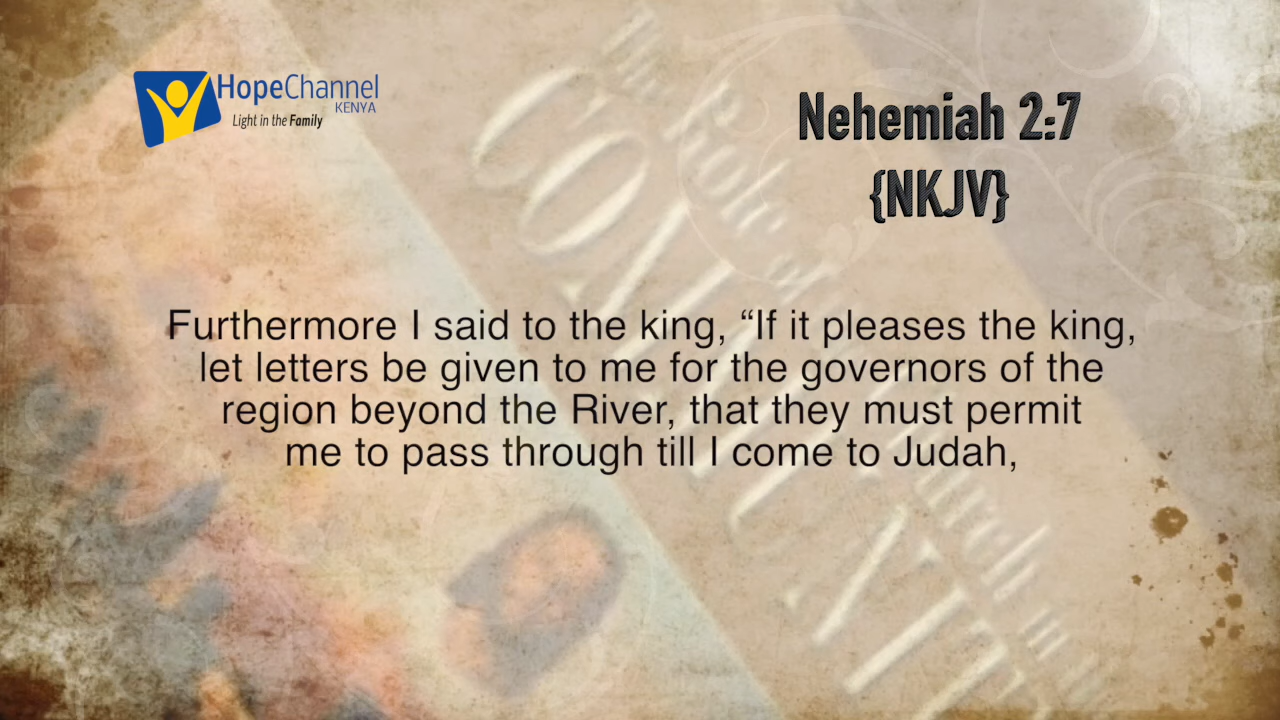 HopeChannel
KENYA
Light in the Family
Nehemiah 2:7
{NKJV}
Furthermore I said to the king, “If it pleases the king,
let letters be given to me for the governors of the
region beyond the River, that they must permit
me to pass through till I come to Judah,